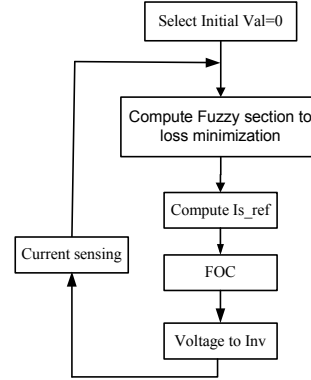 Select Initial Val=0
Compute Fuzzy section to
loss minimization
Compute Is_ref
Current sensing
FOC
Voltage to Inv